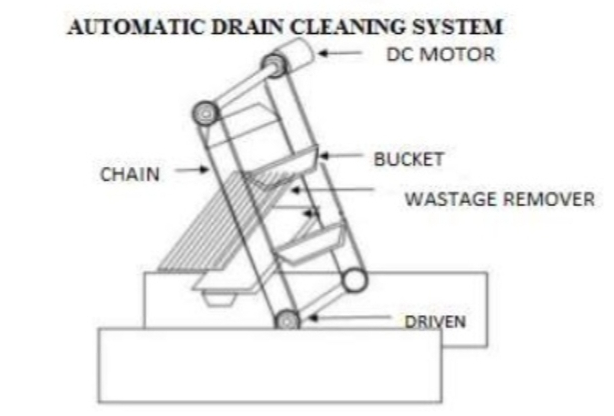 AUTOMATIC DRAIN CLEANING SYSTEM
DC MOTOR
BUCKET
CHAIN
WASTAGE REMOVER
DRIVEN